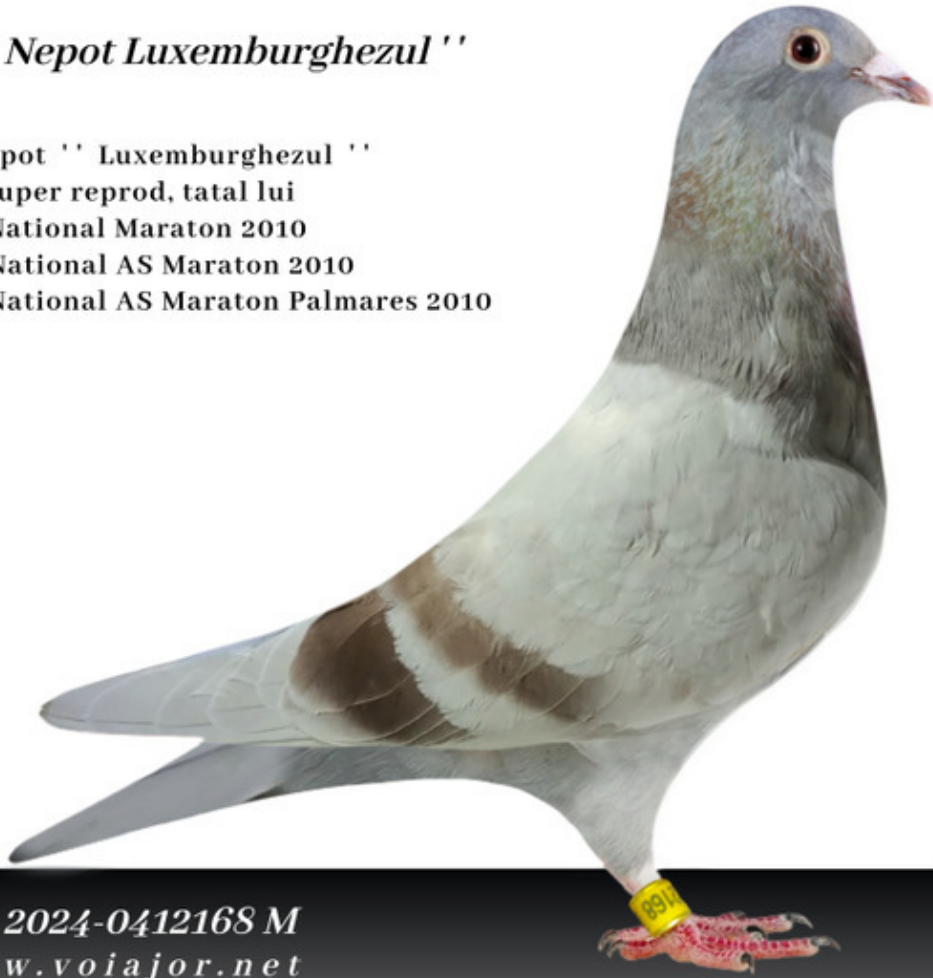 Nepot Luxemburghezul ''
pot '' Luxemburghezul ''
uper reprod, tatal lui
National Maraton 2010
National AS Maraton 2010
National AS Maraton Palmares 2010
2168
2024-0412168 M
w.voiajor.net